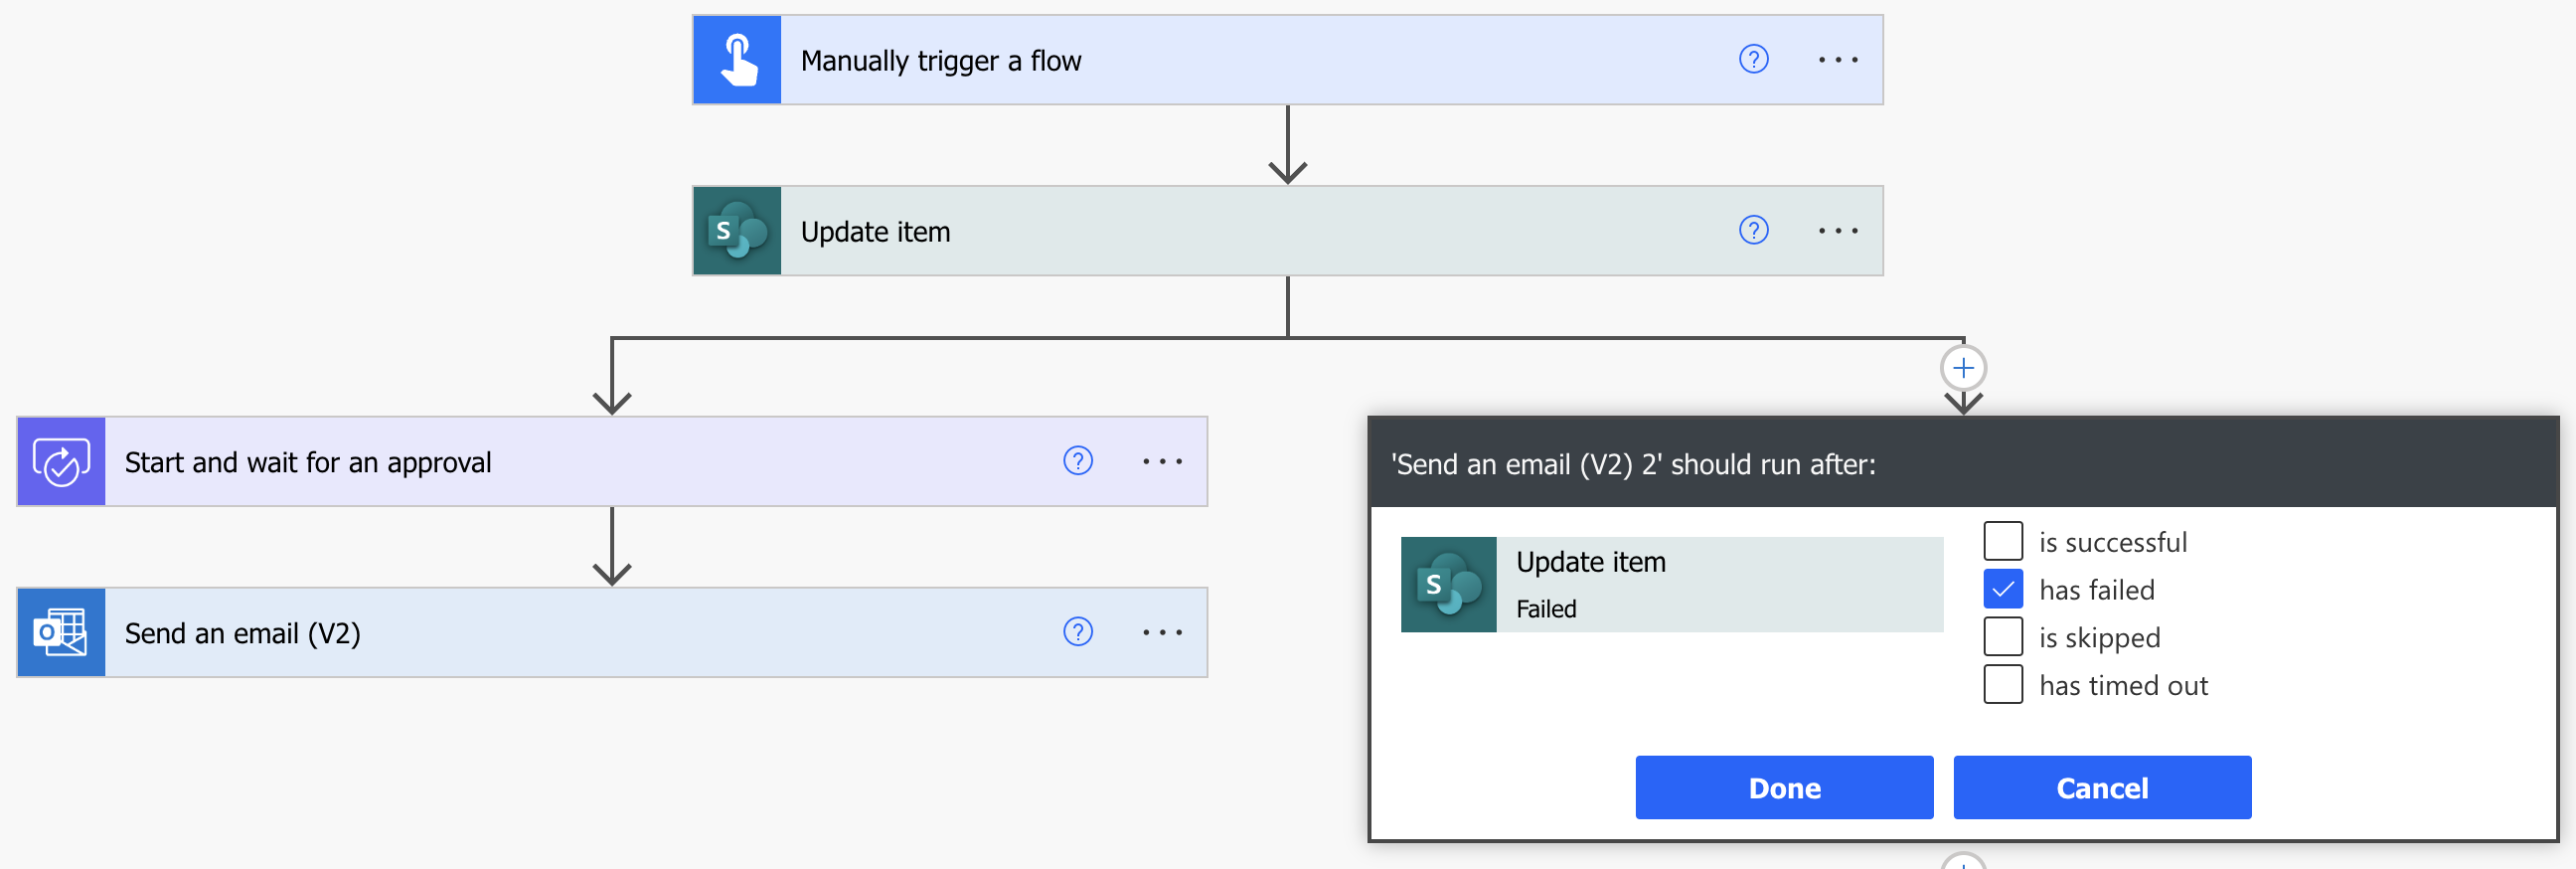 Manually trigger a flow
Update item
Start and wait for an approval
Send an email (V2)
'Send an email (V2) 2' should run after:
Update item
Failed
is successful
has failed
is skipped
has timed out
Done
Cancel